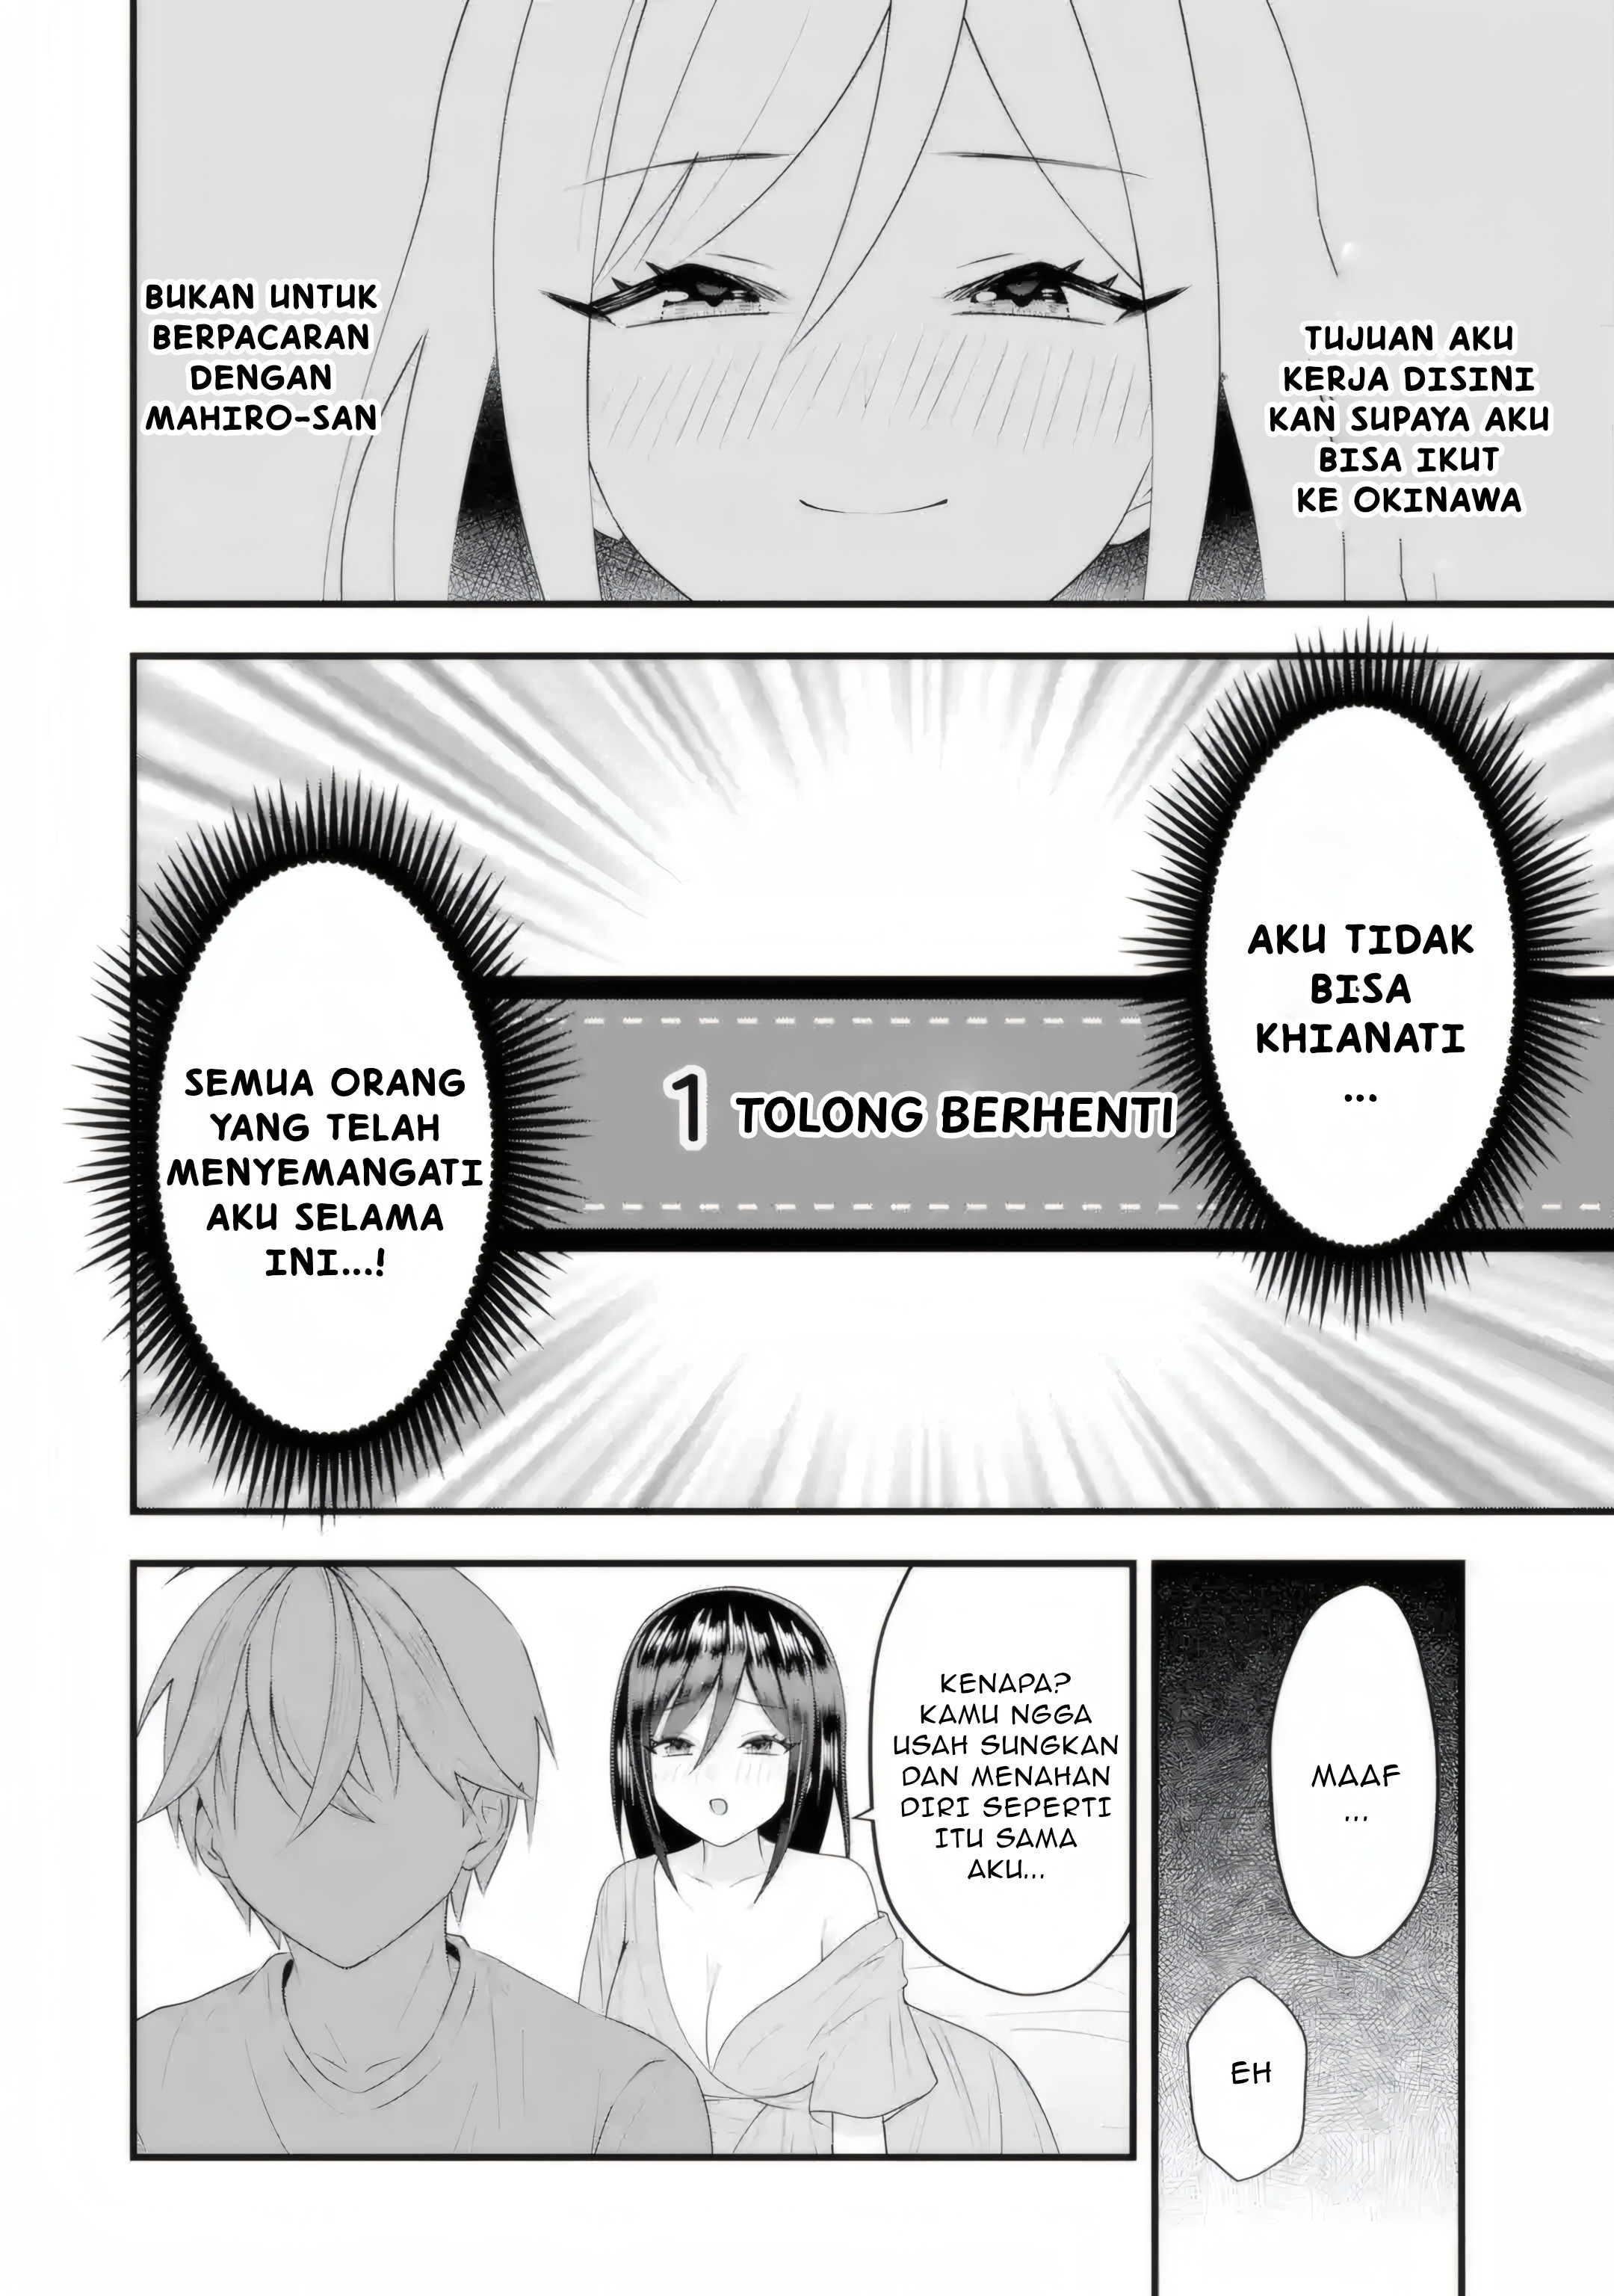 TUJUAN AKU
KERJA DISINI
KAN SUPAYA AKU
BISA IKUT
KE OKINAWA
BUKAN UNTUK
BERPACARAN
DENGAN
MAHIRO-SAN
AKU TIDAK
BISA
KHIANATI
...
1 TOLONG BERHENTI
SEMUA ORANG
YANG TELAH
MENYEMANGATI
AKU SELAMA
INI...!
MAAF
...
EH
KENAPA?
KAMU NGGA
USAH SUNGKAN
DAN MENAHAN
DIRI SEPERTI
ITU SAMA
AKU...